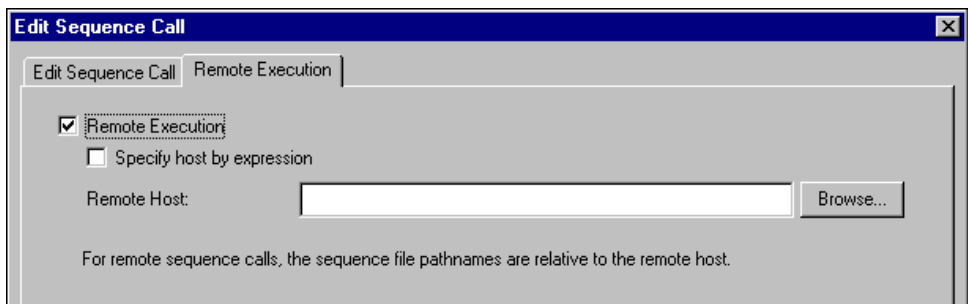 Edit Sequence Call
Edit Sequence Call Remote Execution
Remote Execution
Specify host by expression
Remote Host: Browse...
For remote sequence calls, the sequence file pathnames are relative to the remote host.